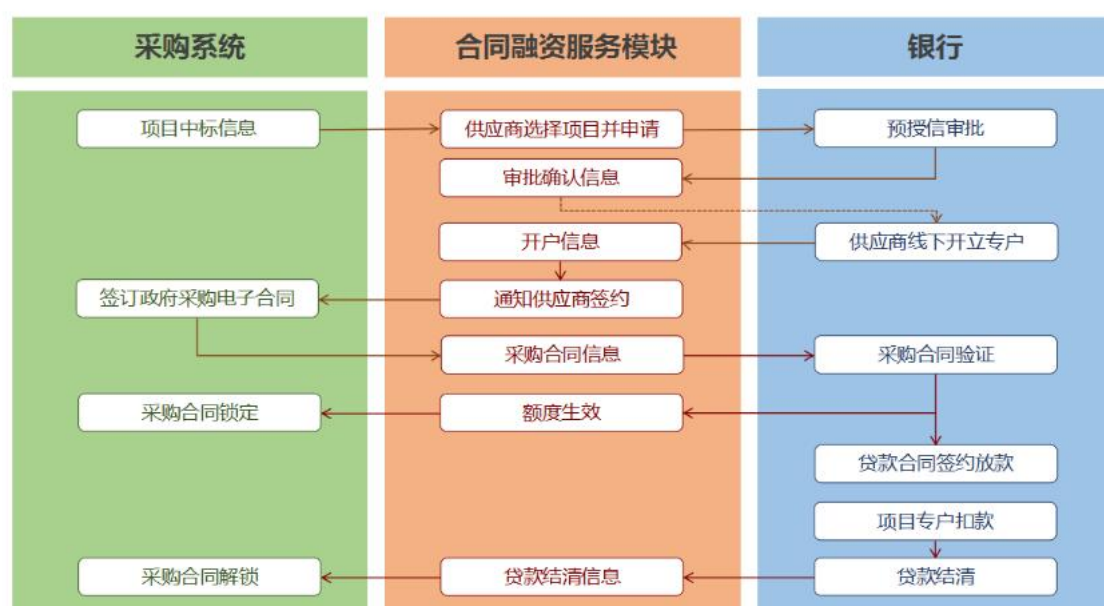 采购系统
合同融资服务模块
银行
项目中标信息
供应商选择项目并申请
预授信审批
审批确认信息
开户信息
供应商线下开立专户
签订政府采购电子合同
通知供应商签约
采购合同信息
采购合同验证
采购合同锁定
额度生效
贷款合同签约放款
项目专户扣款
采购合同解锁
贷款结清信息
贷款结清